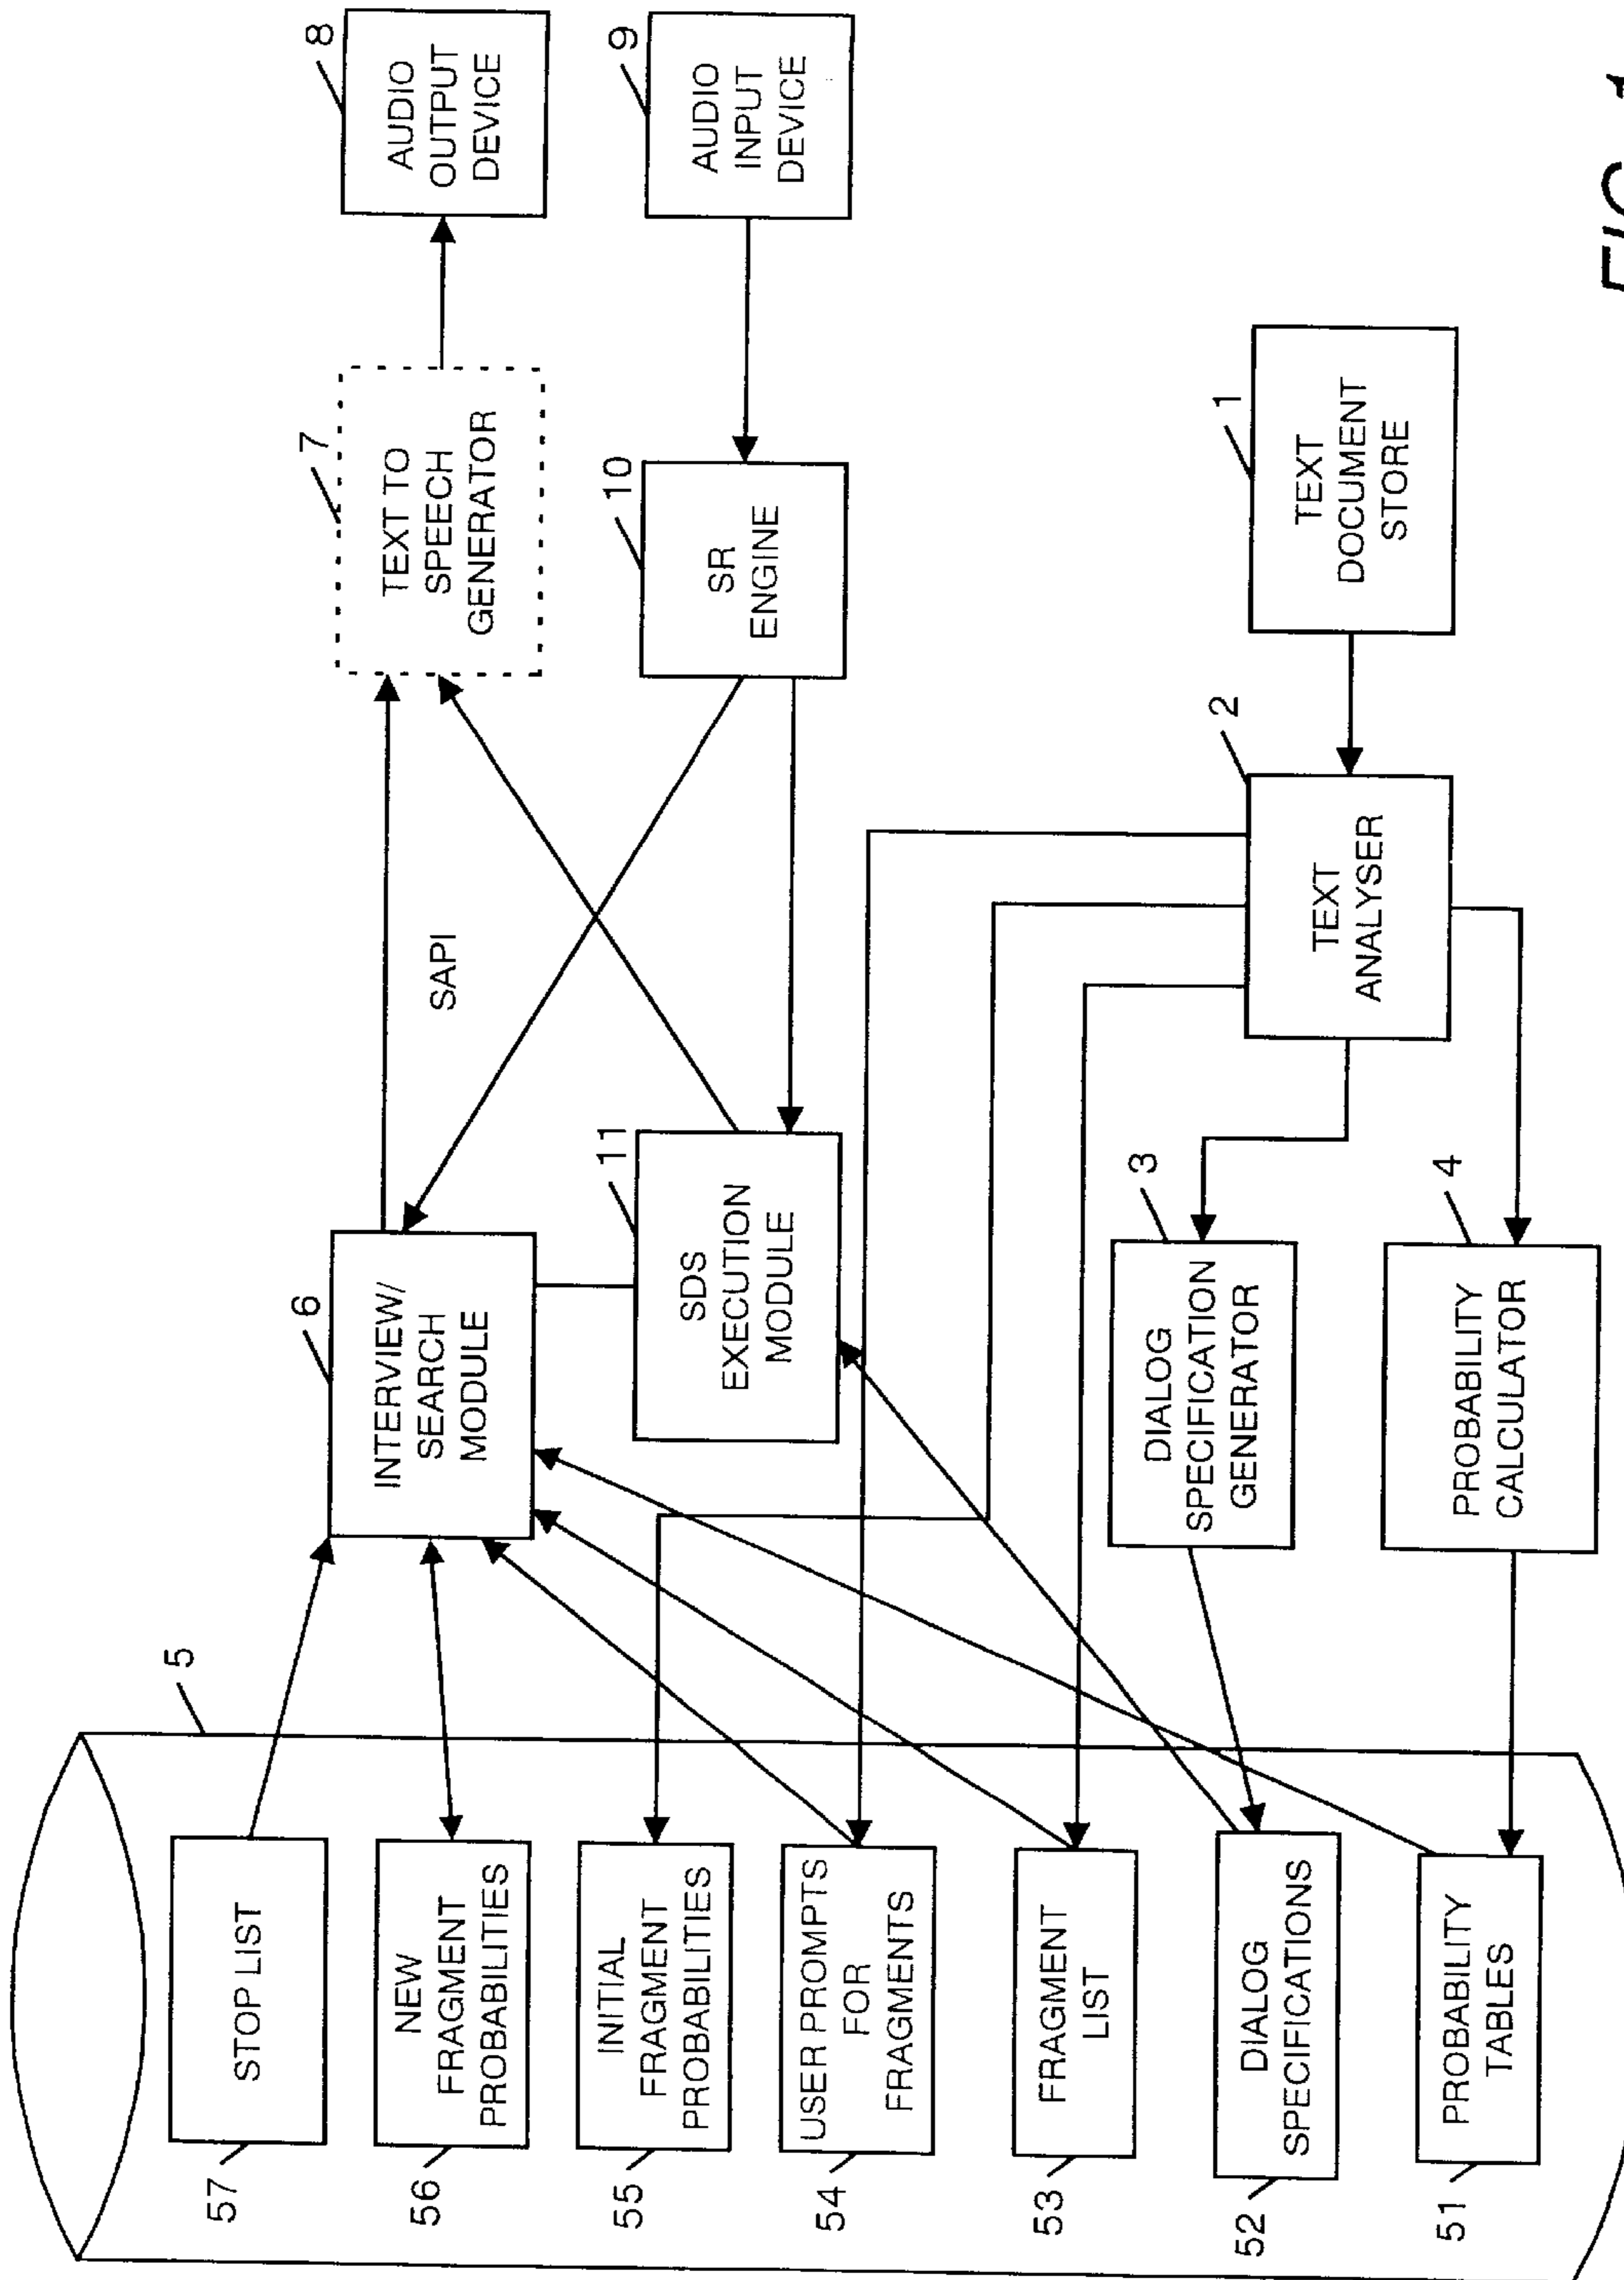 8
AUDIO
OUTPUT
DEVICE
9
AUDIO
INPUT
DEVICE
7
TEXT TO
SPEECH
GENERATOR
10
SR
ENGINE
1
TEXT
DOCUMENT
STORE
SAPI
2
TEXT
ANALYSER
6
INTERVIEW/
SEARCH
MODULE
11
SDS
EXECUTION
MODULE
3
DIALOG
SPECIFICATION
GENERATOR
4
PROBABILITY
CALCULATOR
5
STOP LIST
57
NEW
FRAGMENT
PROBABILITIES
56
INITIAL
FRAGMENT
PROBABILITIES
55
USER PROMPTS
FOR
FRAGMENTS
54
FRAGMENT
LIST
53
DIALOG
SPECIFICATIONS
52
PROBABILITY
TABLES
51